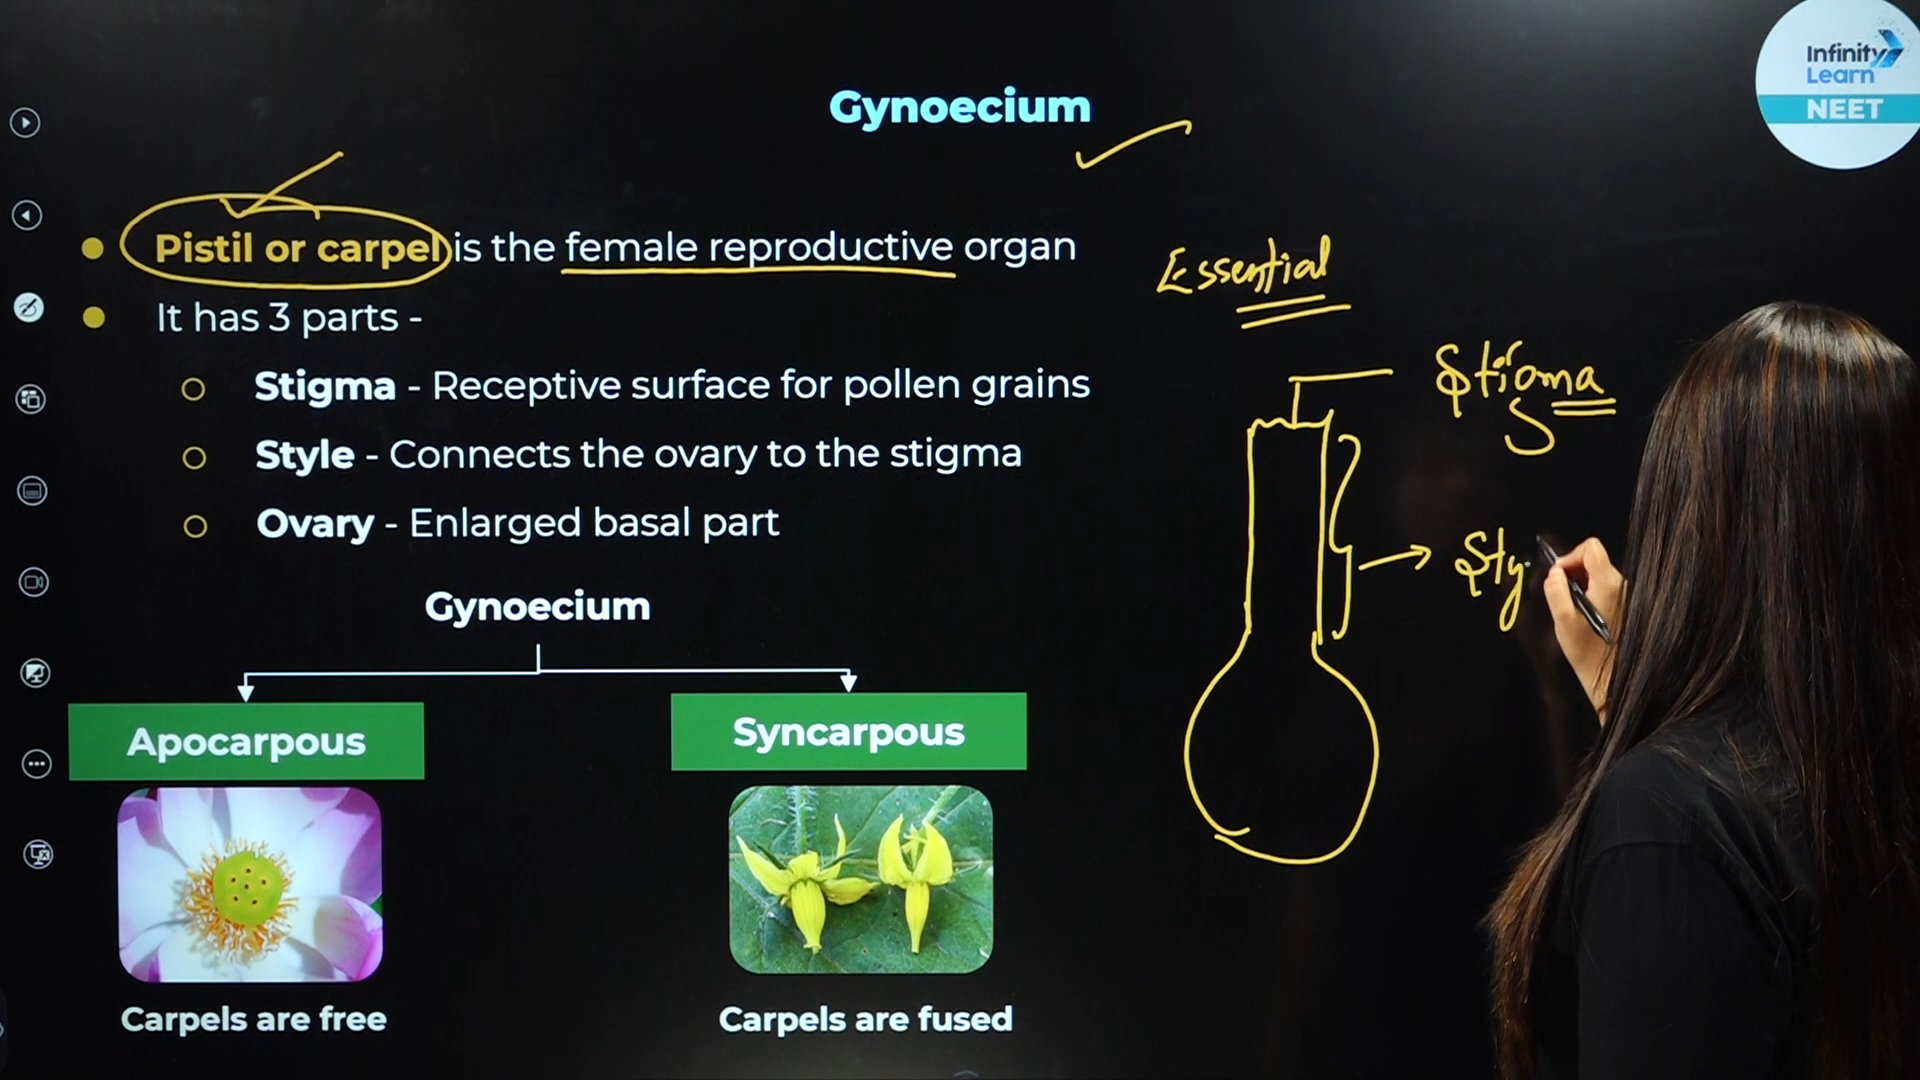 Infinity
Learn
NEET
Gynoecium
Pistil or carpel is the female reproductive organ
Essential
It has 3 parts -
Stigma - Receptive surface for pollen grains
Stigma
Style - Connects the ovary to the stigma
Ovary - Enlarged basal part
Sty
Gynoecium
Apocarpous
Syncarpous
Carpels are free
Carpels are fused